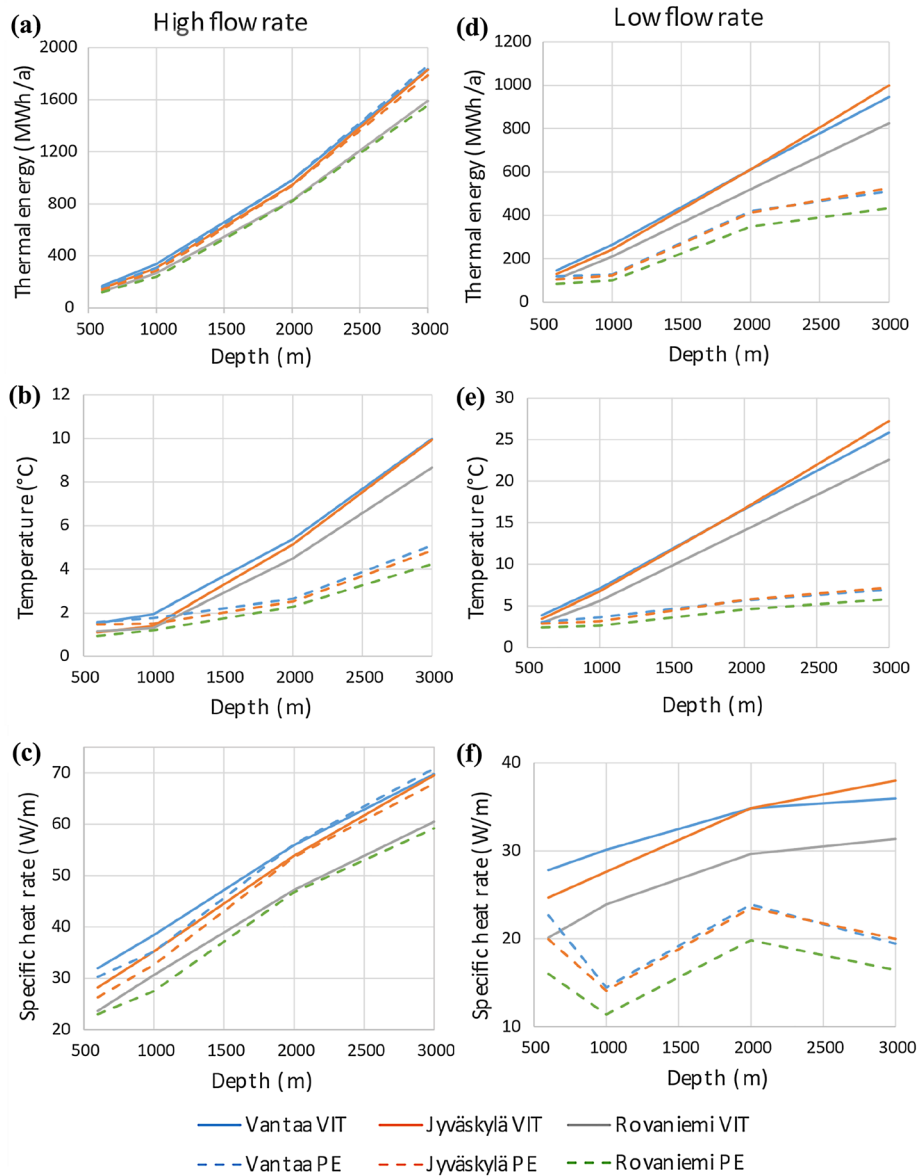 (a)
High flow rate
Thermal energy (MWh/a)
2000
1600
1200
800
400
0
500 1000 1500 2000 2500 3000
Depth (m)
(d)
Low flow rate
Thermal energy (MWh/a)
1200
1000
800
600
400
200
0
500 1000 1500 2000 2500 3000
Depth (m)
(b)
Temperature (°C)
12
10
8
6
4
2
0
500 1000 1500 2000 2500 3000
Depth (m)
(e)
Temperature (°C)
30
25
20
15
10
5
0
500 1000 1500 2000 2500 3000
Depth (m)
(c)
Specific heat rate (W/m)
70
60
50
40
30
20
500 1000 1500 2000 2500 3000
Depth (m)
(f)
Specific heat rate (W/m)
40
30
20
10
500 1000 1500 2000 2500 3000
Depth (m)
Vantaa VIT Jyväskylä VIT Rovaniemi VIT
Vantaa PE Jyväskylä PE Rovaniemi PE